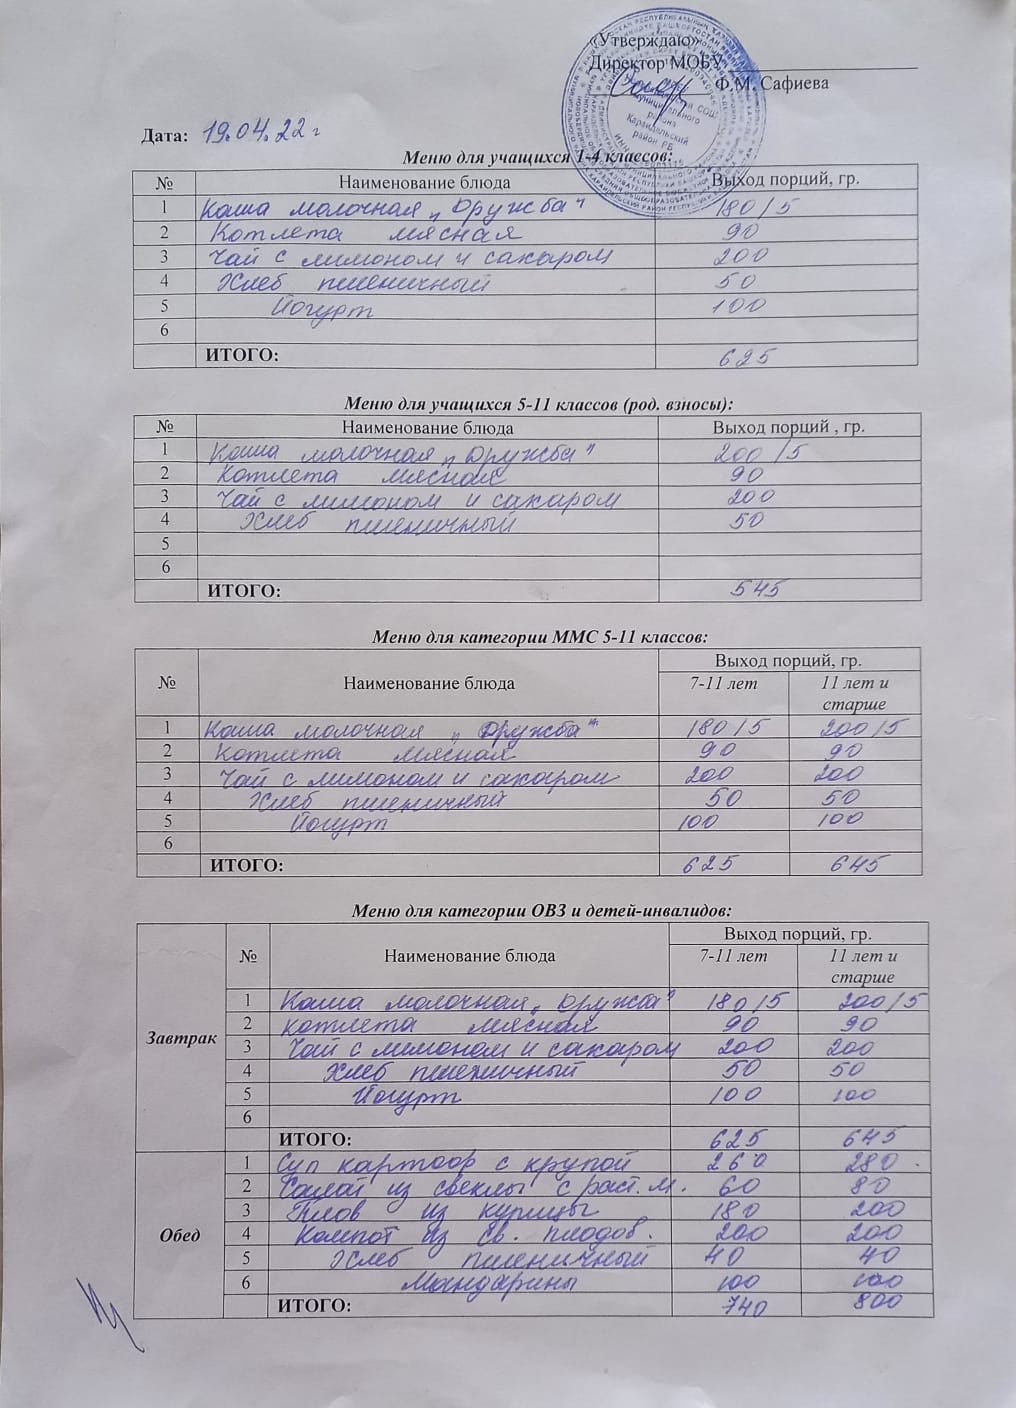 «Утверждаю»
Директор МОБУ
Ф.М. Сафиева
Дата: 19.04.22 г
Меню для учащихся 1-4 классов:
№ Наименование блюда Выход порций, гр.
1 Каша молочная „Дружба" 180/5
2 Котлета мясная 90
3 Чай с лимоном и сахаром 200
4 Хлеб пшеничный 50
5 Йогурт 100
6
ИТОГО: 625
Меню для учащихся 5-11 классов (род. взносы):
№ Наименование блюда Выход порций , гр.
1 Каша молочная „Дружба" 200/5
2 Котлета мясная 90
3 Чай с лимоном и сахаром 200
4 Хлеб пшеничный 50
5
6
ИТОГО: 545
Меню для категории ММС 5-11 классов:
№ Наименование блюда Выход порций, гр.
7-11 лет 11 лет и
старше
1 Каша молочная „Дружба" 180/5 200/5
2 Котлета мясная 90 90
3 Чай с лимоном и сахаром 200 200
4 Хлеб пшеничный 50 50
5 Йогурт 100 100
6
ИТОГО: 625 645
Меню для категории ОВЗ и детей-инвалидов:
№ Наименование блюда Выход порций, гр.
7-11 лет 11 лет и
старше
Завтрак
1 Каша молочная „Дружба" 180/5 200/5
2 Котлета мясная 90 90
3 Чай с лимоном и сахаром 200 200
4 Хлеб пшеничный 50 50
5 Йогурт 100 100
6
ИТОГО: 625 645
Обед
1 Суп картоф с крупой 260 280
2 Салат из свеклы с раст.м. 60 80
3 Плов из курицы 180 200
4 Компот из св. плодов. 200 200
5 Хлеб пшеничный 40 40
6 Мандарины 100 100
ИТОГО: 740 800